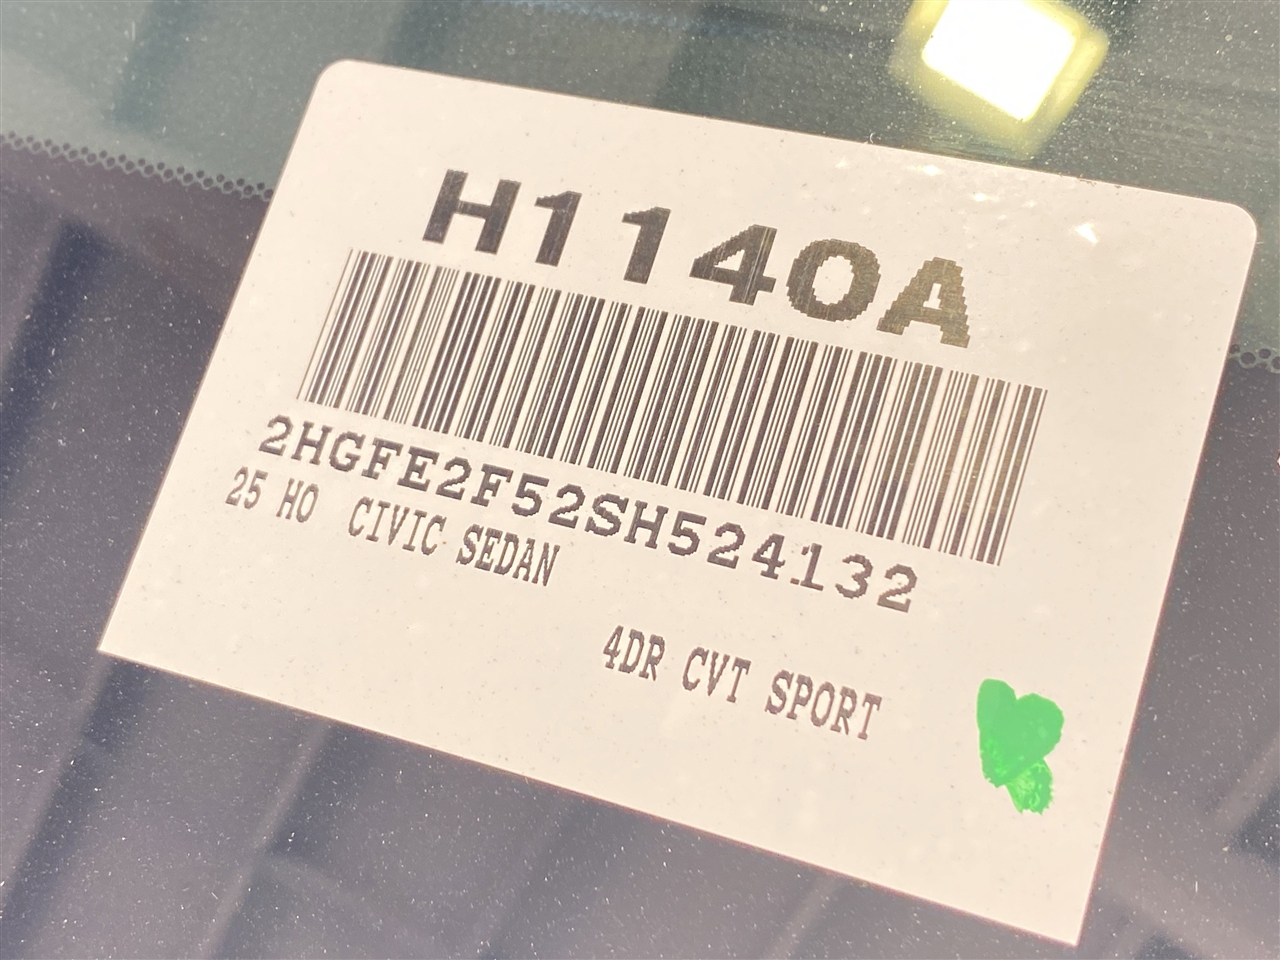 H1140A
2HGFE2F52SH524132
25 HO CIVIC SEDAN
4DR CVT SPORT